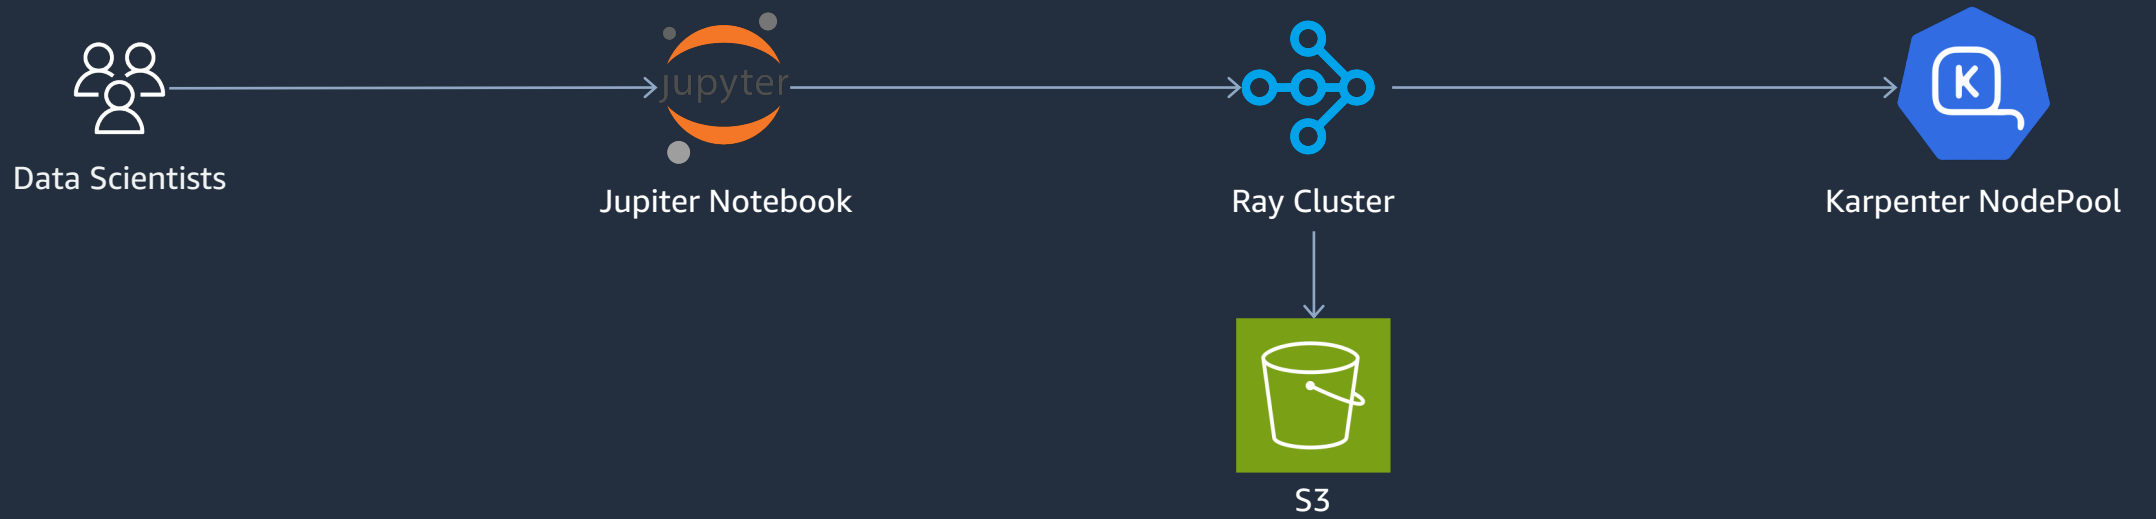 jupyter
K
Data Scientists
Jupiter Notebook
Ray Cluster
Karpenter NodePool
S3